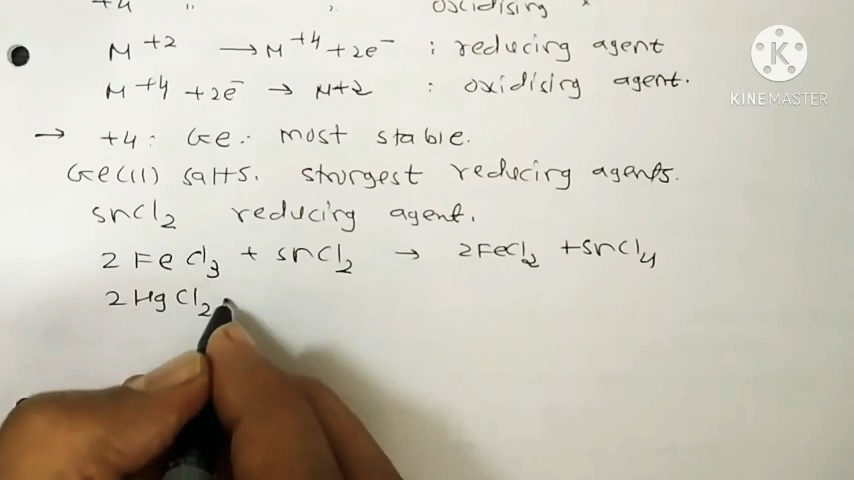 +4 " , oxidising "
M+2 → M+4 + 2e- : reducing agent
M+4 + 2e- → M+2 : oxidising agent.
→ +4 : Ge : most stable.
Ge(II) salts. strongest reducing agents.
SnCl2 reducing agent.
2FeCl3 + SnCl2 → 2FeCl2 + SnCl4
2HgCl2
KINEMASTER